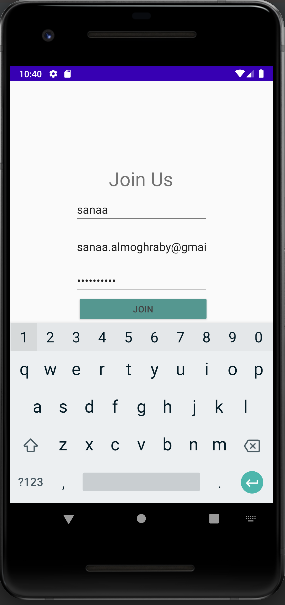 10:40
Join Us
sanaa
sanaa.almoghraby@gmai
••••••••••
JOIN
1 2 3 4 5 6 7 8 9 0
q w e r t y u i o p
a s d f g h j k l
z x c v b n m
?123 , .